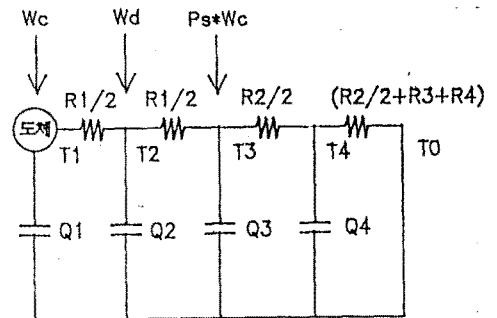 Wc Wd Ps*Wc
R1/2 R1/2 R2/2 (R2/2+R3+R4)
도체
T1 T2 T3 T4 T0
Q1 Q2 Q3 Q4